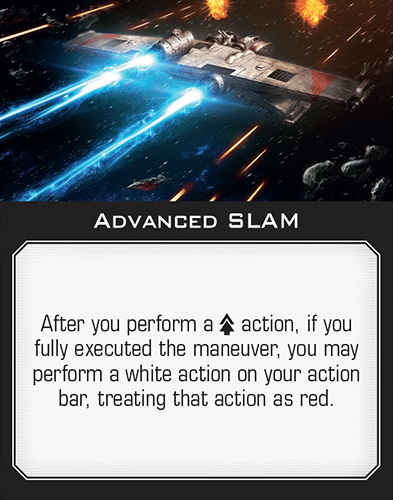 Advanced SLAM
After you perform a action, if you
fully executed the maneuver, you may
perform a white action on your action
bar, treating that action as red.